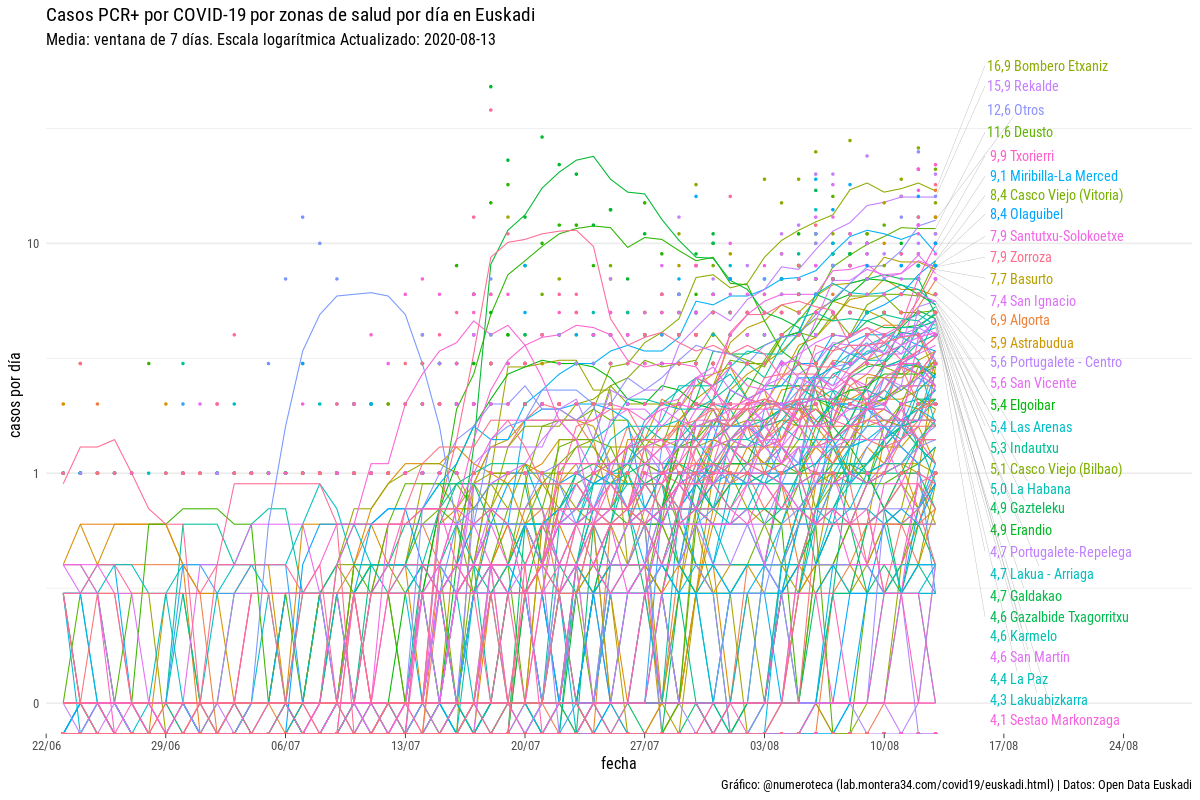 Casos PCR+ por COVID-19 por zonas de salud por día en Euskadi
Media: ventana de 7 días. Escala logarítmica Actualizado: 2020-08-13
casos por día
10
1
0
16,9 Bombero Etxaniz
15,9 Rekalde
12,6 Otros
11,6 Deusto
9,9 Txorierri
9,1 Miribilla-La Merced
8,4 Casco Viejo (Vitoria)
8,4 Olaguibel
7,9 Santutxu-Solokoetxe
7,9 Zorroza
7,7 Basurto
7,4 San Ignacio
6,9 Algorta
5,9 Astrabudua
5,6 Portugalete - Centro
5,6 San Vicente
5,4 Elgoibar
5,4 Las Arenas
5,3 Indautxu
5,1 Casco Viejo (Bilbao)
5,0 La Habana
4,9 Gazteleku
4,9 Erandio
4,7 Portugalete-Repelega
4,7 Lakua - Arriaga
4,7 Galdakao
4,6 Gazalbide Txagorritxu
4,6 Karmelo
4,6 San Martín
4,4 La Paz
4,3 Lakuabizkarra
4,1 Sestao Markonzaga
22/06 29/06 06/07 13/07 20/07 27/07 03/08 10/08 17/08 24/08
fecha
Gráfico: @numeroteca (lab.montera34.com/covid19/euskadi.html) | Datos: Open Data Euskadi